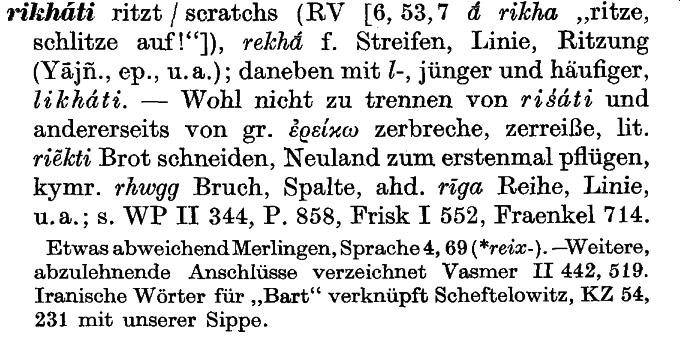 rikháti ritzt / scratchs (RV [6, 53,7 ā́ rikha „ritze,
schlitze auf!“]), rekhā́ f. Streifen, Linie, Ritzung
(Yājñ., ep., u.a.); daneben mit l-, jünger und häufiger,
likháti. — Wohl nicht zu trennen von riśáti und
andererseits von gr. ἐρείκω zerbreche, zerreiße, lit.
riẽkti Brot schneiden, Neuland zum erstenmal pflügen,
kymr. rhwgg Bruch, Spalte, ahd. rīga Reihe, Linie,
u.a.; s. WP II 344, P. 858, Frisk I 552, Fraenkel 714.
Etwas abweichend Merlingen, Sprache 4, 69 (*reix-). —Weitere,
abzulehnende Anschlüsse verzeichnet Vasmer II 442, 519.
Iranische Wörter für „Bart“ verknüpft Scheftelowitz, KZ 54,
231 mit unserer Sippe.